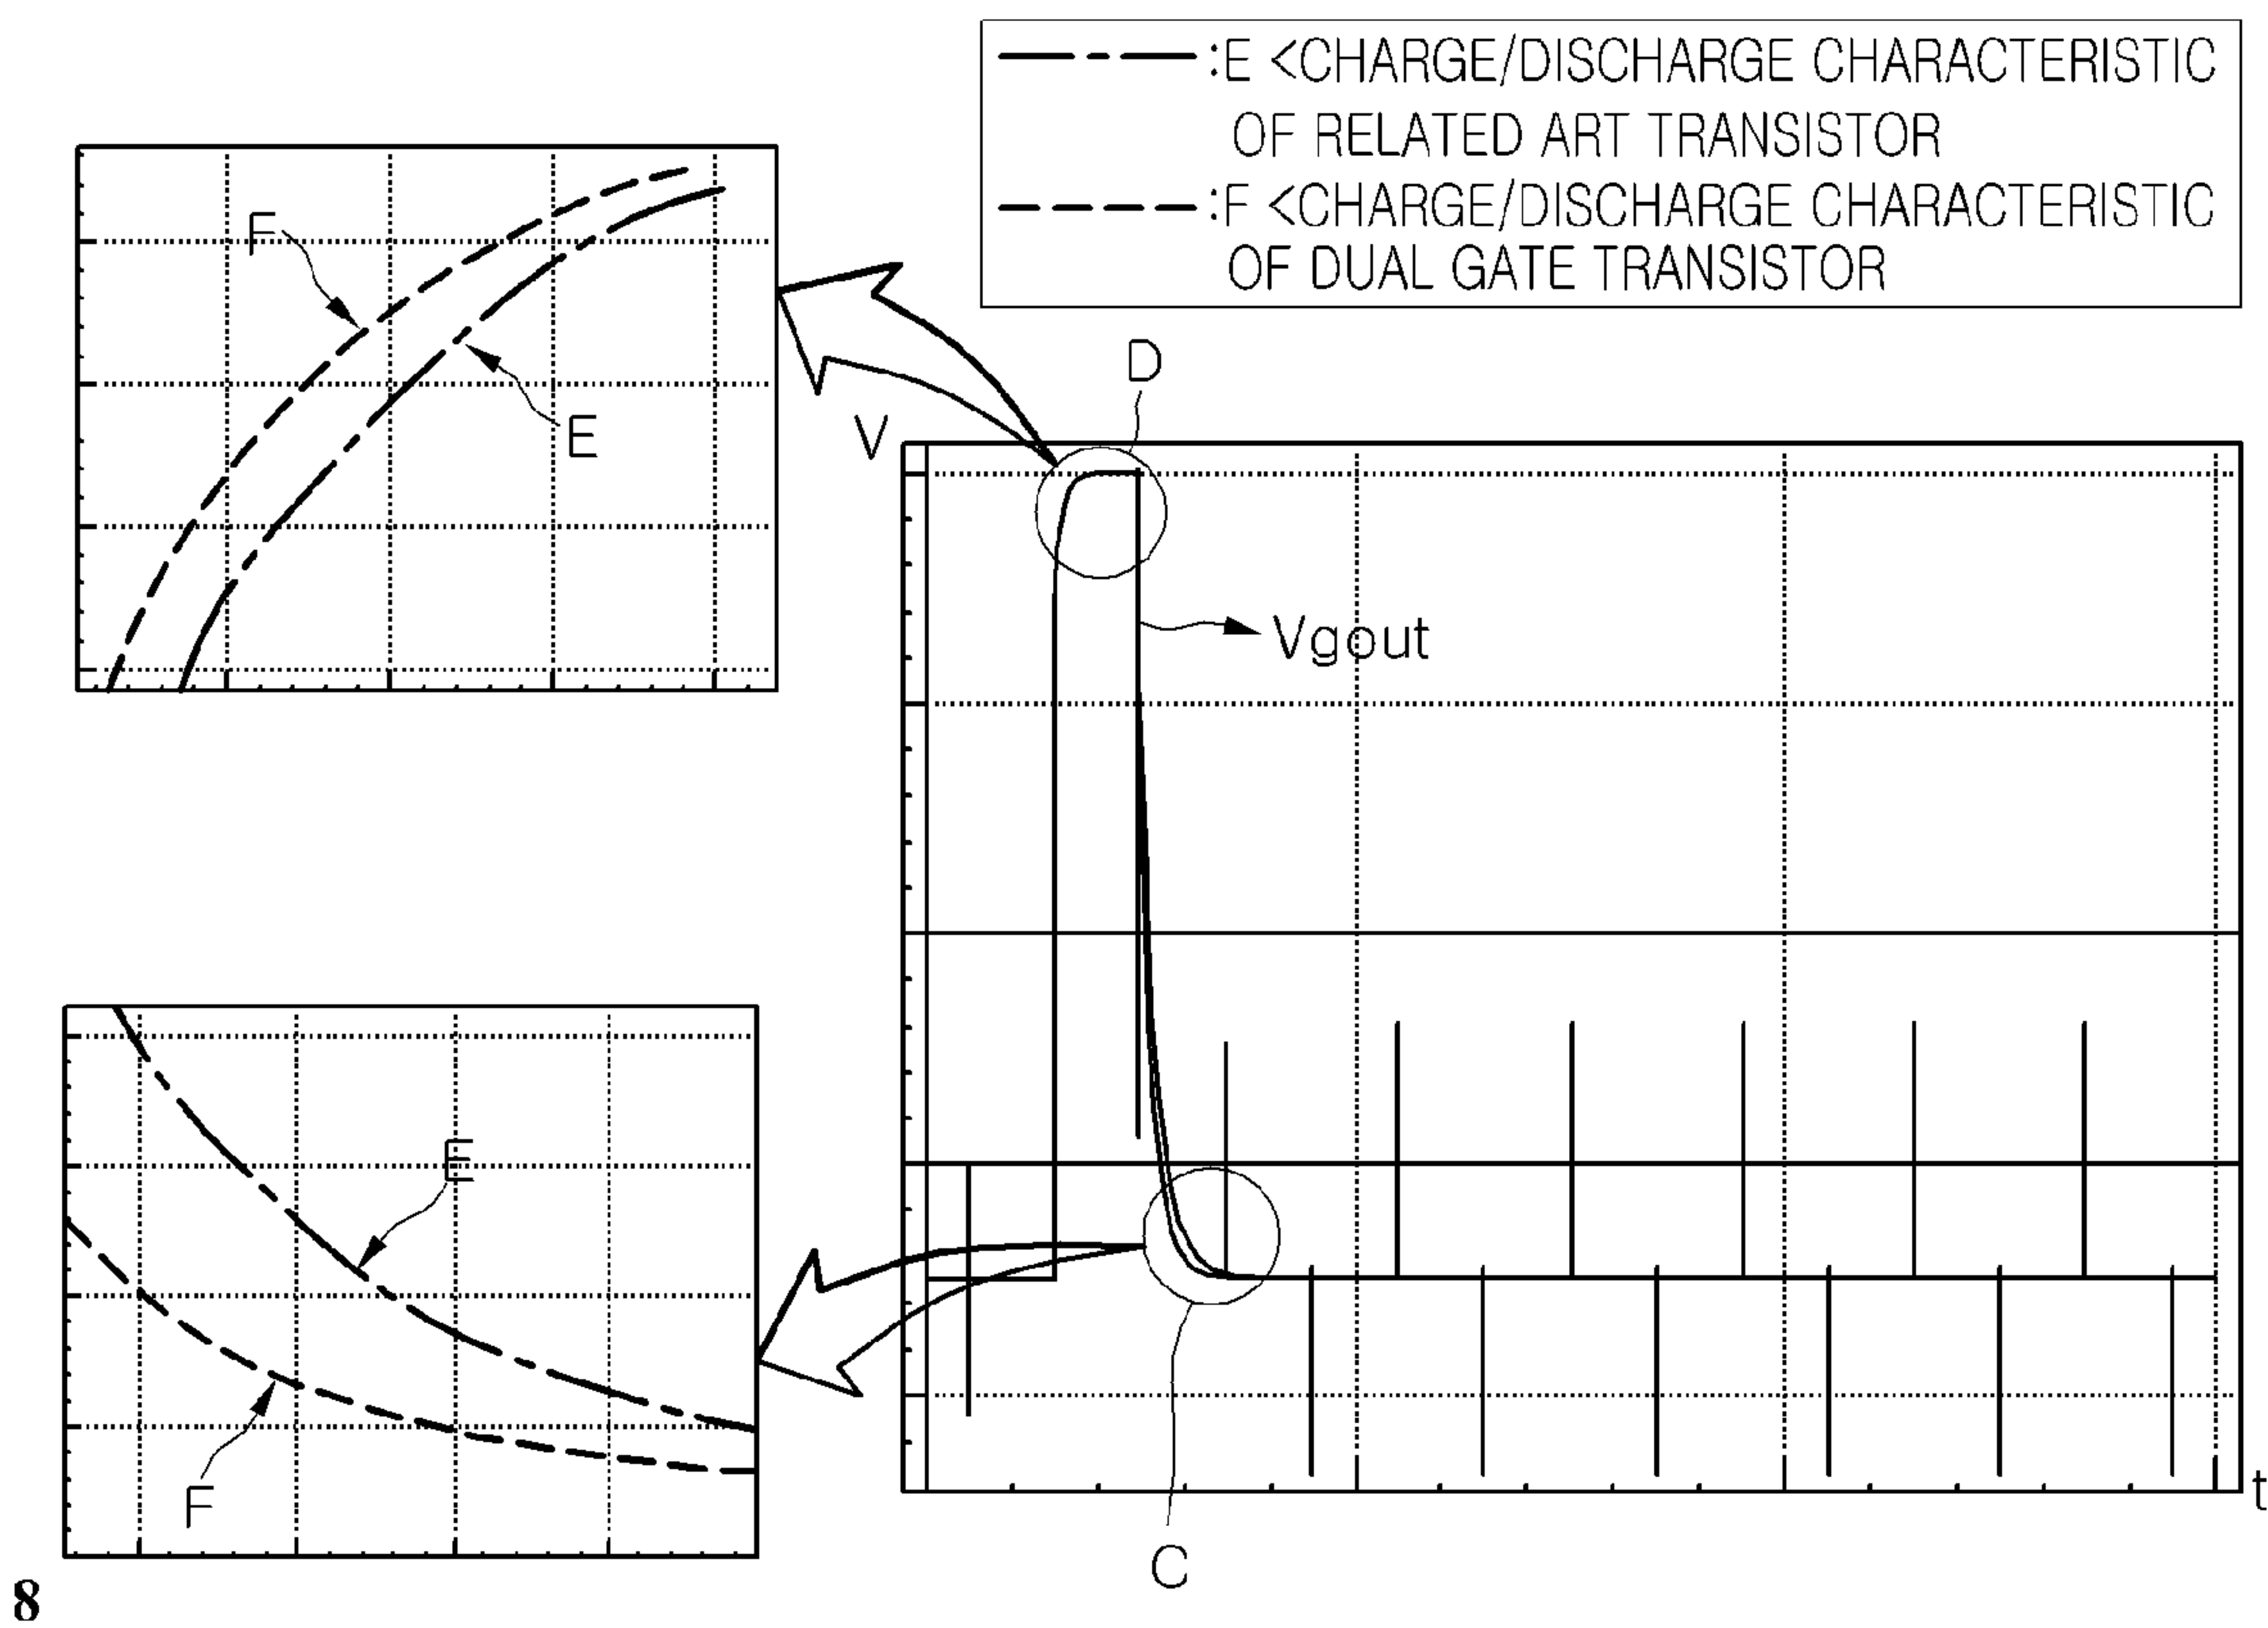 :E <CHARGE/DISCHARGE CHARACTERISTIC
OF RELATED ART TRANSISTOR
:F <CHARGE/DISCHARGE CHARACTERISTIC
OF DUAL GATE TRANSISTOR
F
E
D
V
Vgout
E
F
t
C
8